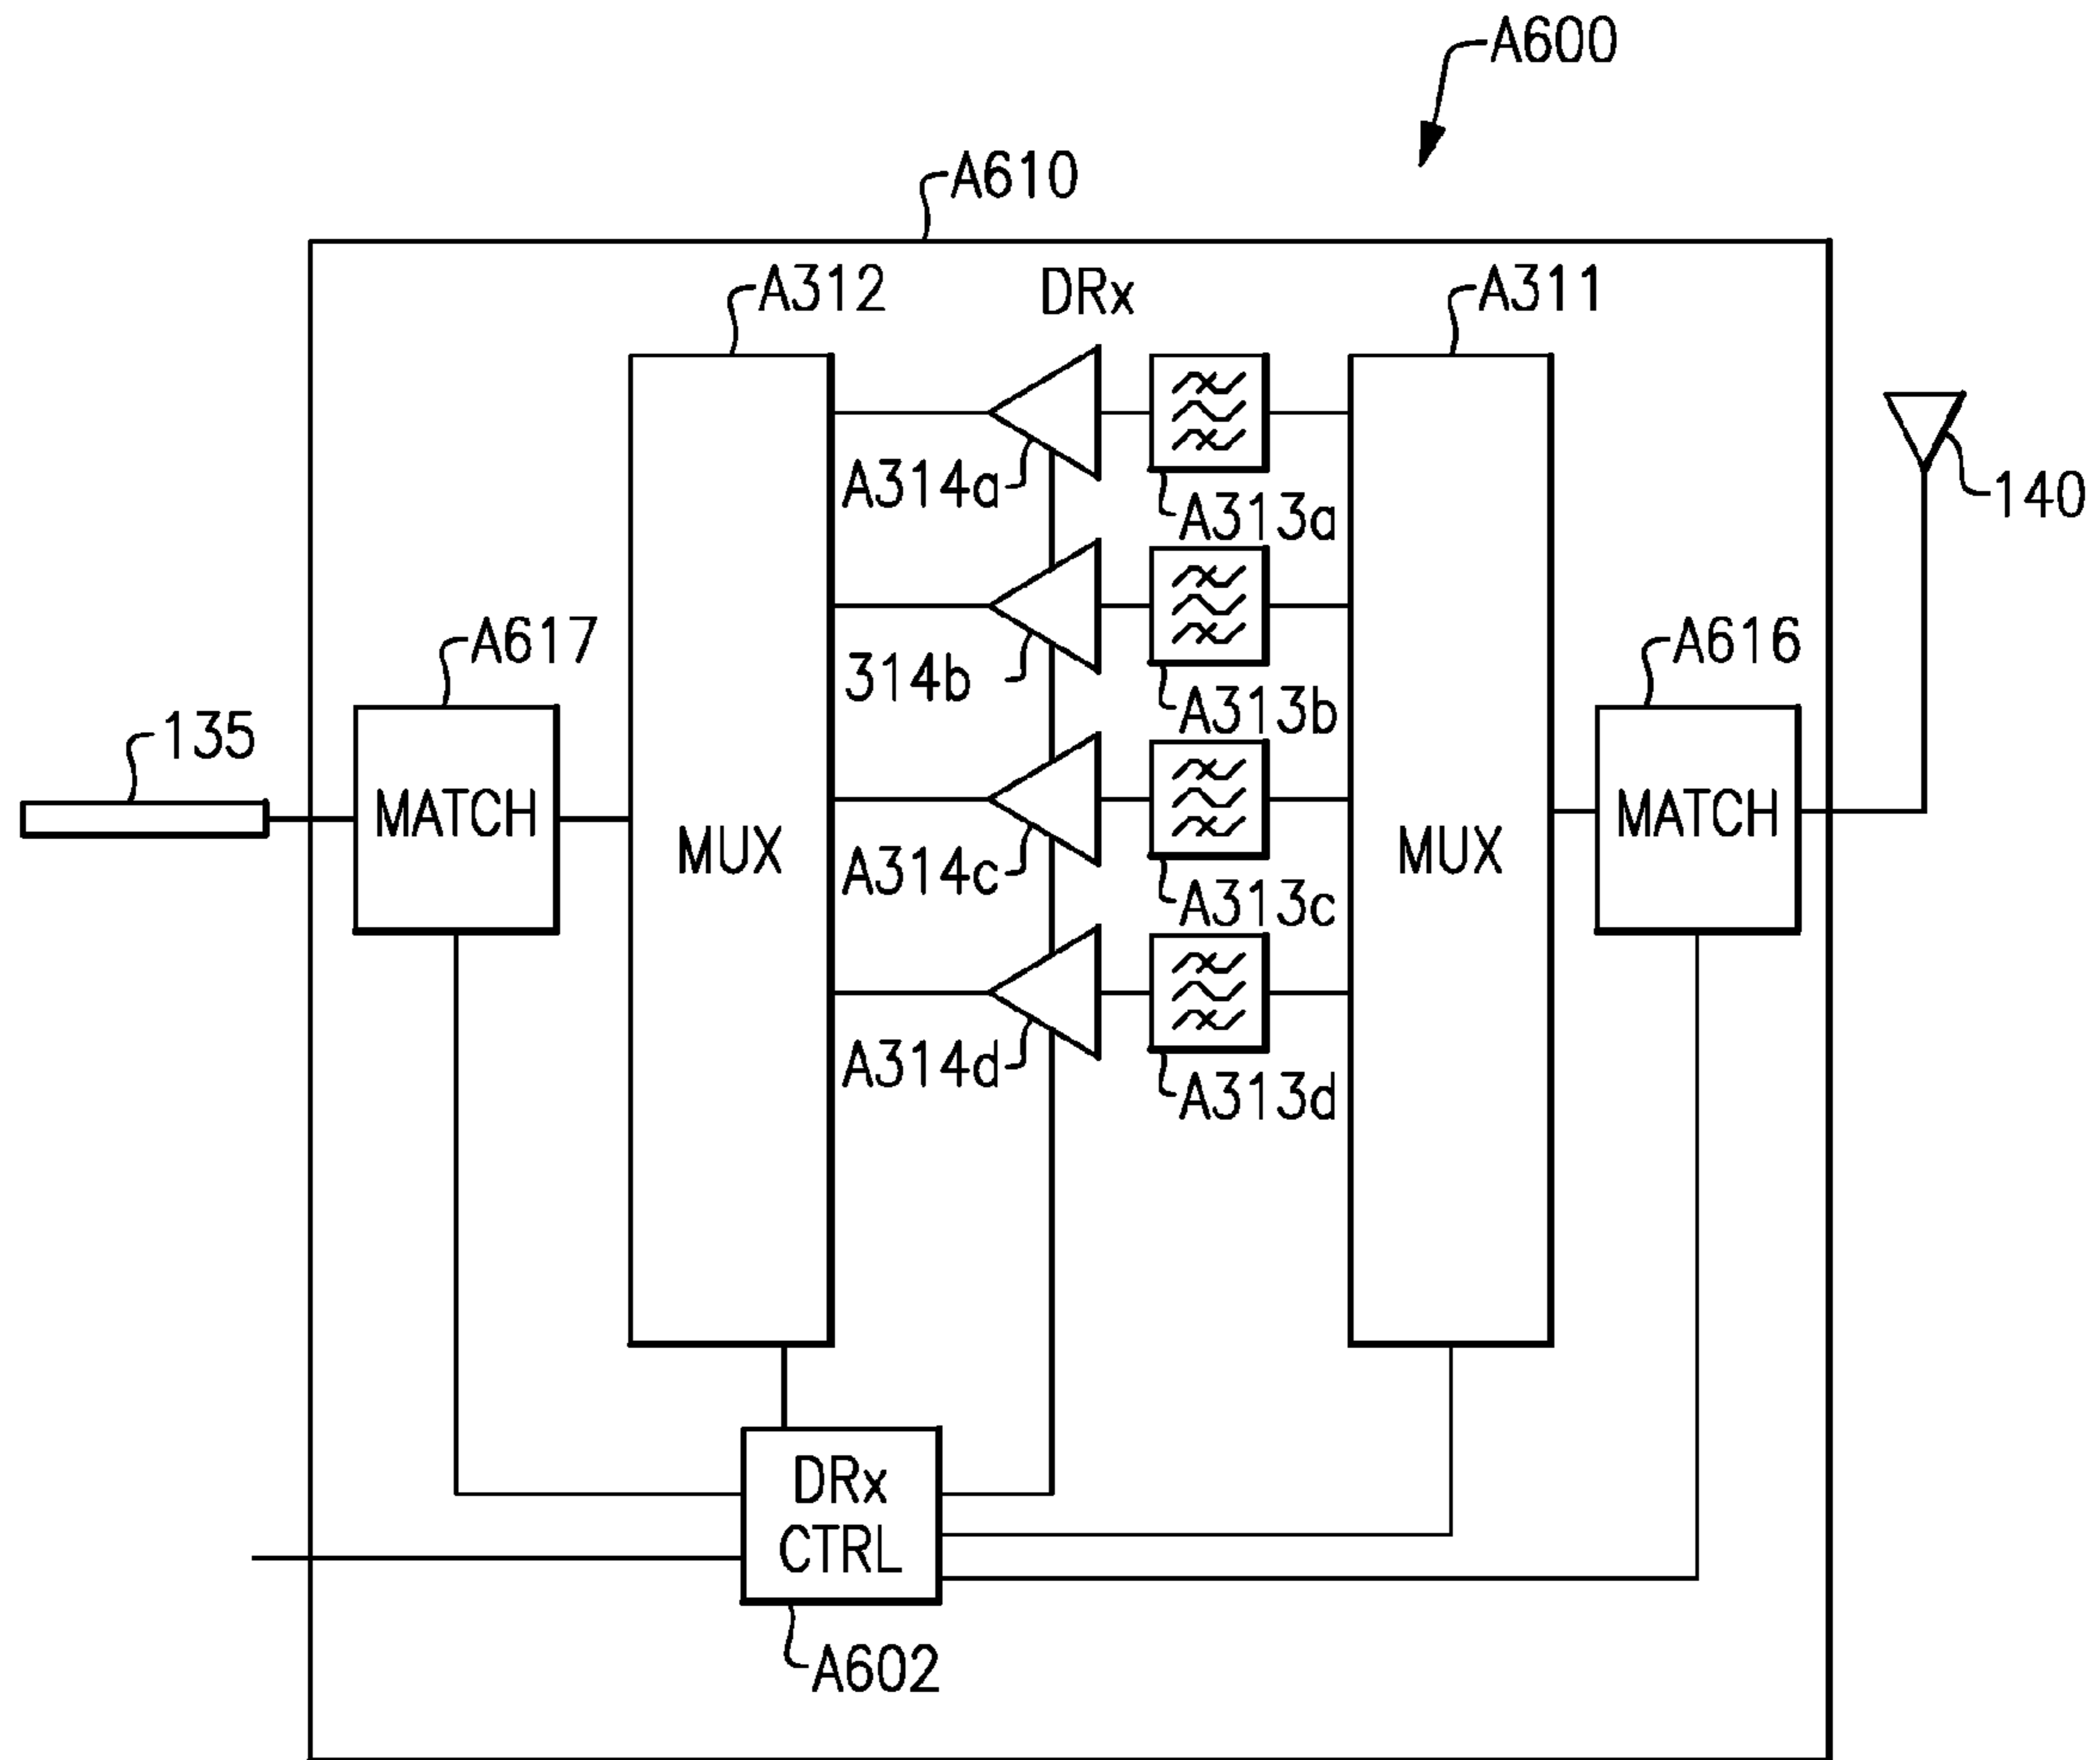 A600
A610
A312
DRx
A311
A314a
A313a
140
314b
A313b
A617
A616
135
MATCH
MUX
A314c
A313c
MUX
MATCH
A314d
A313d
DRx
CTRL
A602